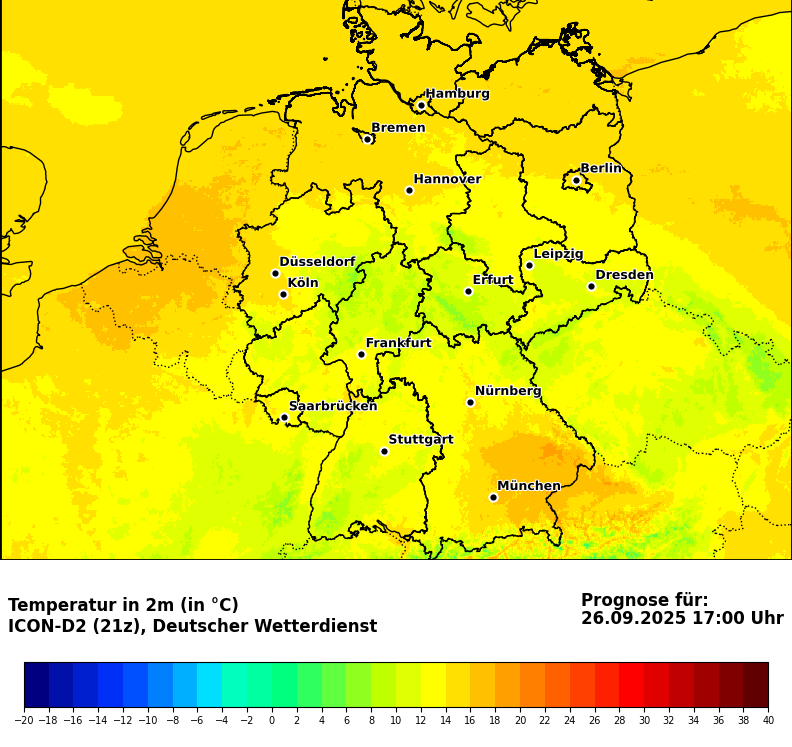 Hamburg
Bremen
Berlin
Hannover
Leipzig
Düsseldorf
Dresden
Köln
Erfurt
Frankfurt
Nürnberg
Saarbrücken
Stuttgart
München
Temperatur in 2m (in °C)
ICON-D2 (21z), Deutscher Wetterdienst
Prognose für:
26.09.2025 17:00 Uhr
−20 −18 −16 −14 −12 −10 −8 −6 −4 −2 0 2 4 6 8 10 12 14 16 18 20 22 24 26 28 30 32 34 36 38 40